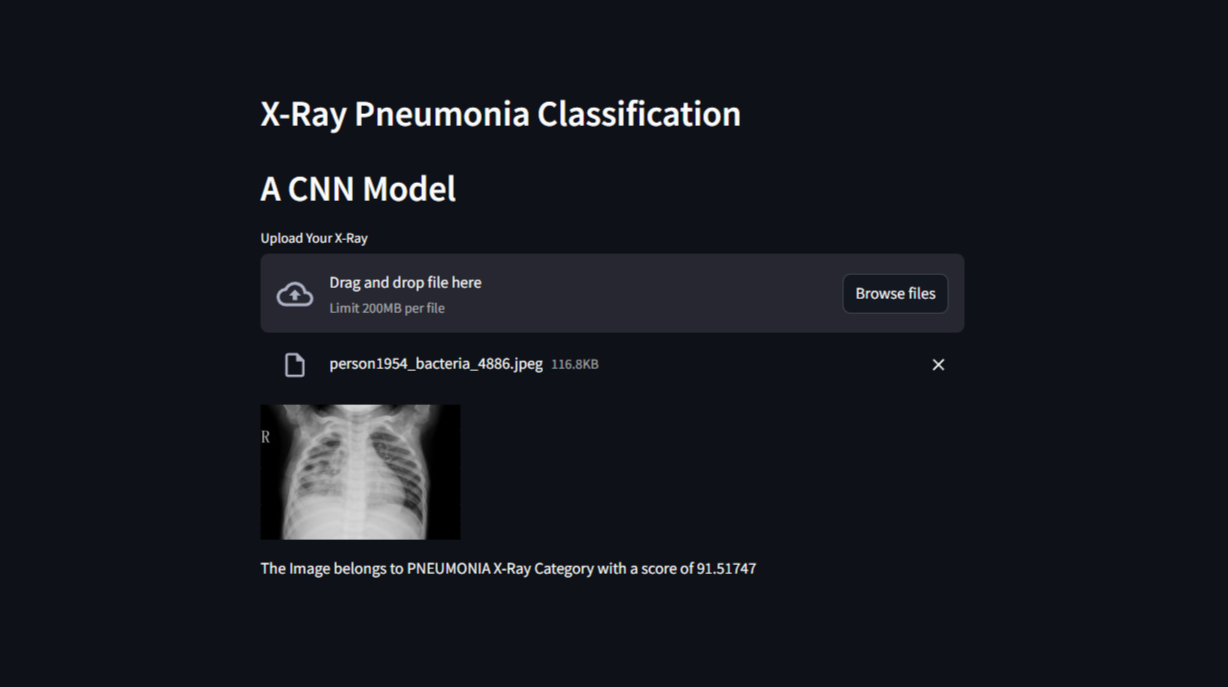 X-Ray Pneumonia Classification
A CNN Model
Upload Your X-Ray
Drag and drop file here
Limit 200MB per file
Browse files
person1954_bacteria_4886.jpeg 116.8KB
R
The Image belongs to PNEUMONIA X-Ray Category with a score of 91.51747